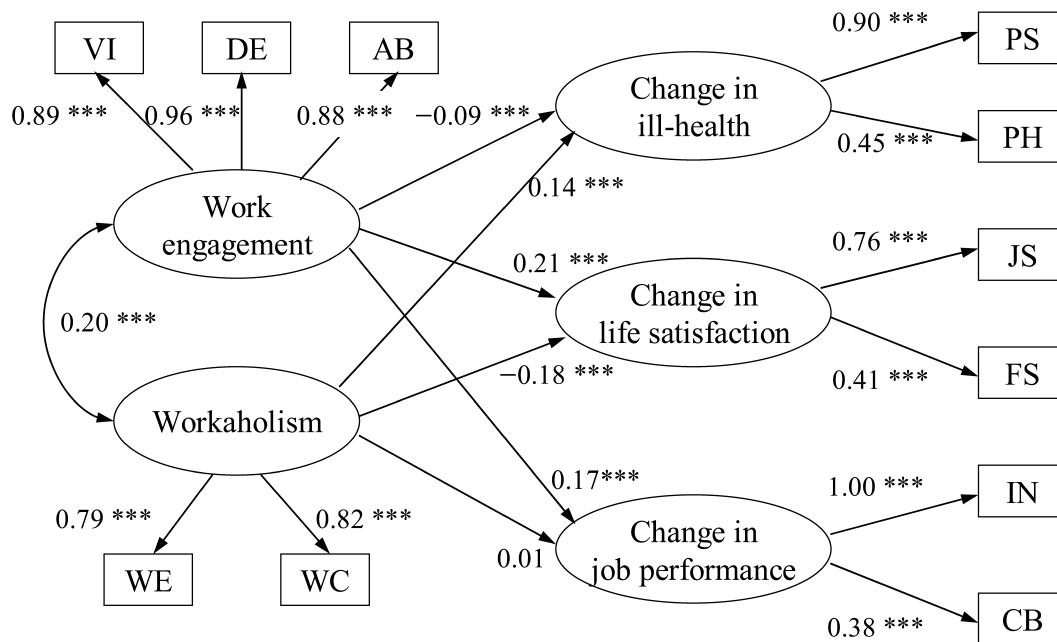 VI
DE
AB
0.90 ***
PS
0.89 ***
0.96 ***
0.88 ***
−0.09 ***
Change in
ill-health
0.45 ***
PH
0.14 ***
Work
engagement
0.21 ***
0.76 ***
JS
Change in
life satisfaction
0.20 ***
−0.18 ***
0.41 ***
FS
Workaholism
0.17***
1.00 ***
IN
0.79 ***
0.82 ***
0.01
Change in
job performance
WE
WC
0.38 ***
CB